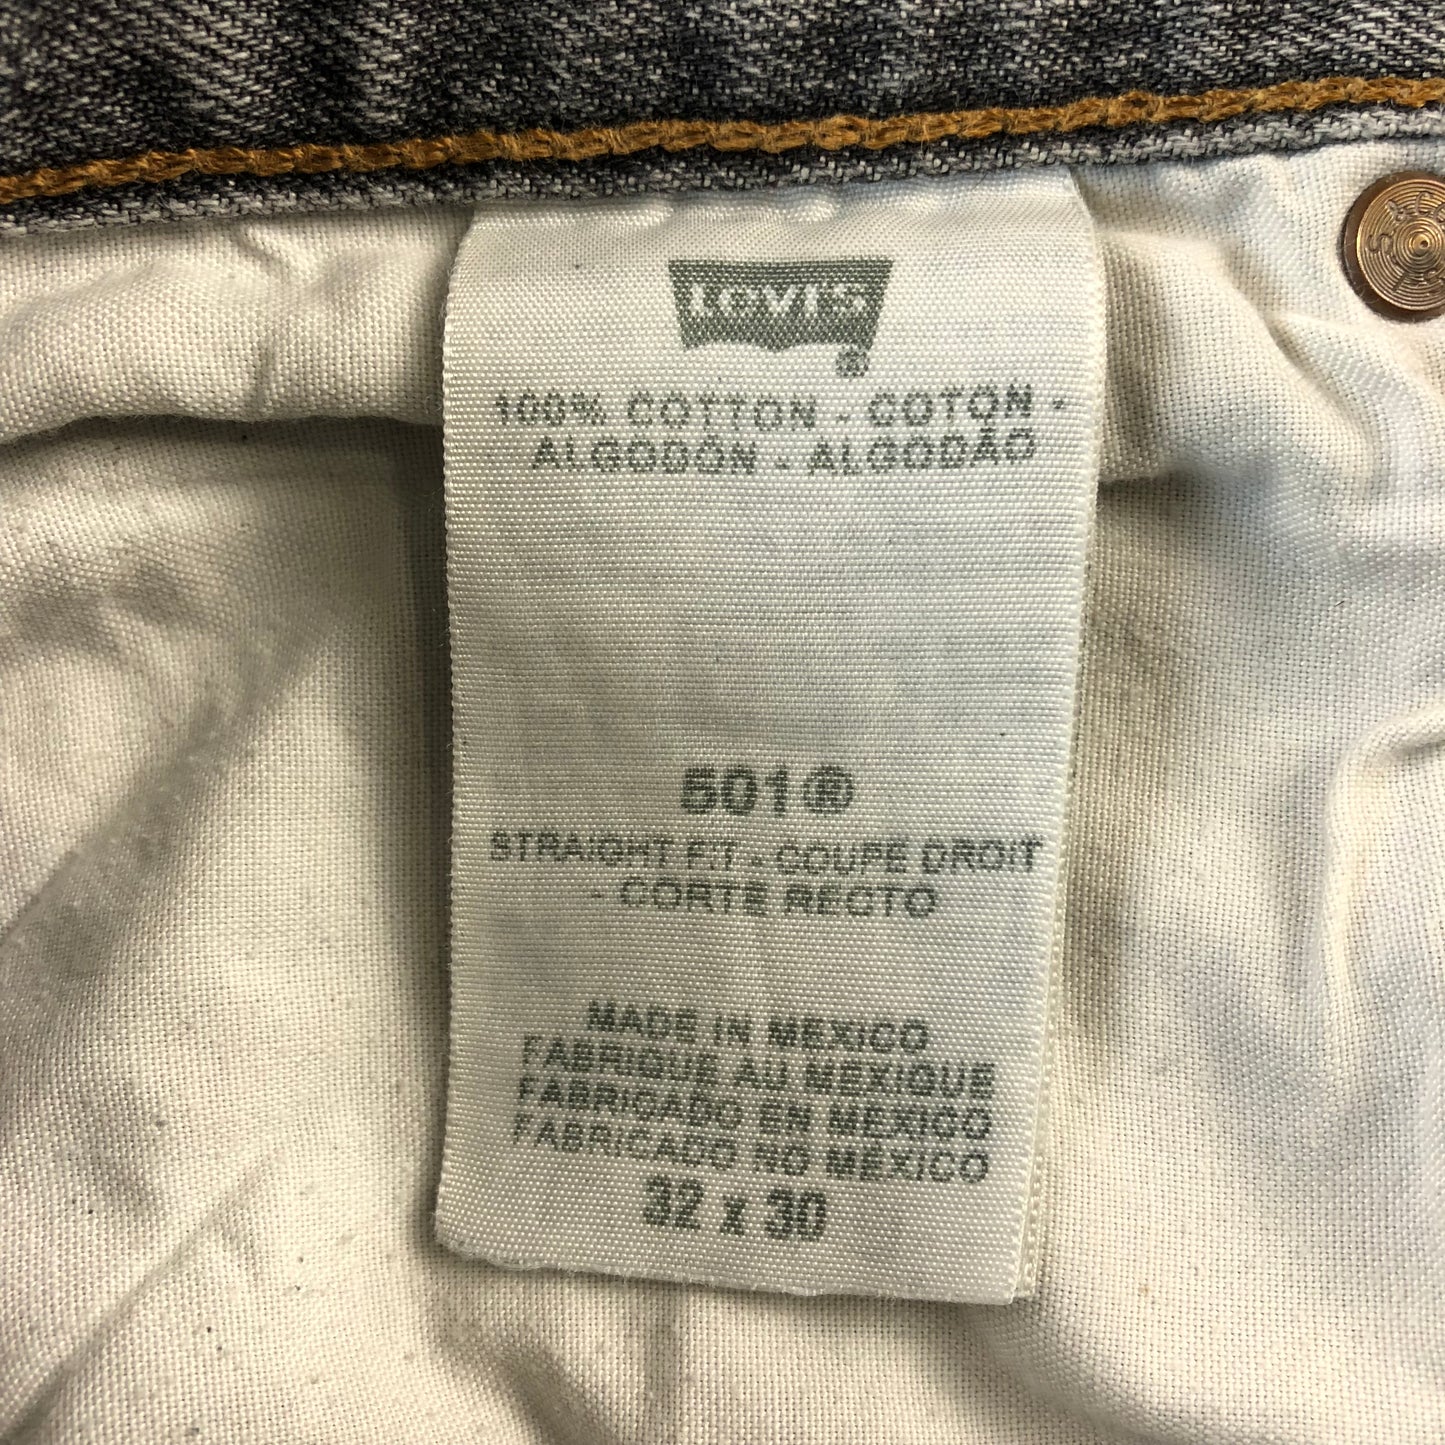 Levi's
®
100% COTTON - COTON -
ALGODÓN - ALGODÃO
501®
STRAIGHT FIT - COUPE DROIT
- CORTE RECTO
MADE IN MEXICO
FABRIQUE AU MEXIQUE
FABRICADO EN MEXICO
FABRICADO NO MÉXICO
32 x 30